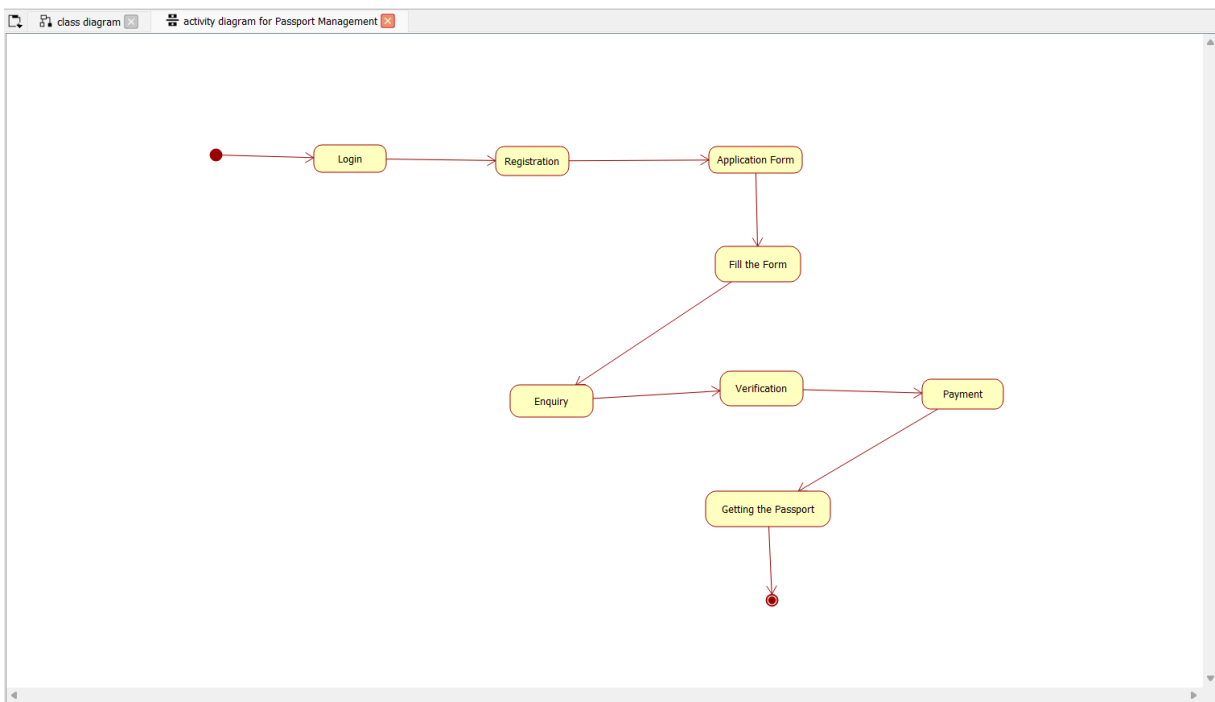 class diagram
activity diagram for Passport Management
Login
Registration
Application Form
Fill the Form
Enquiry
Verification
Payment
Getting the Passport